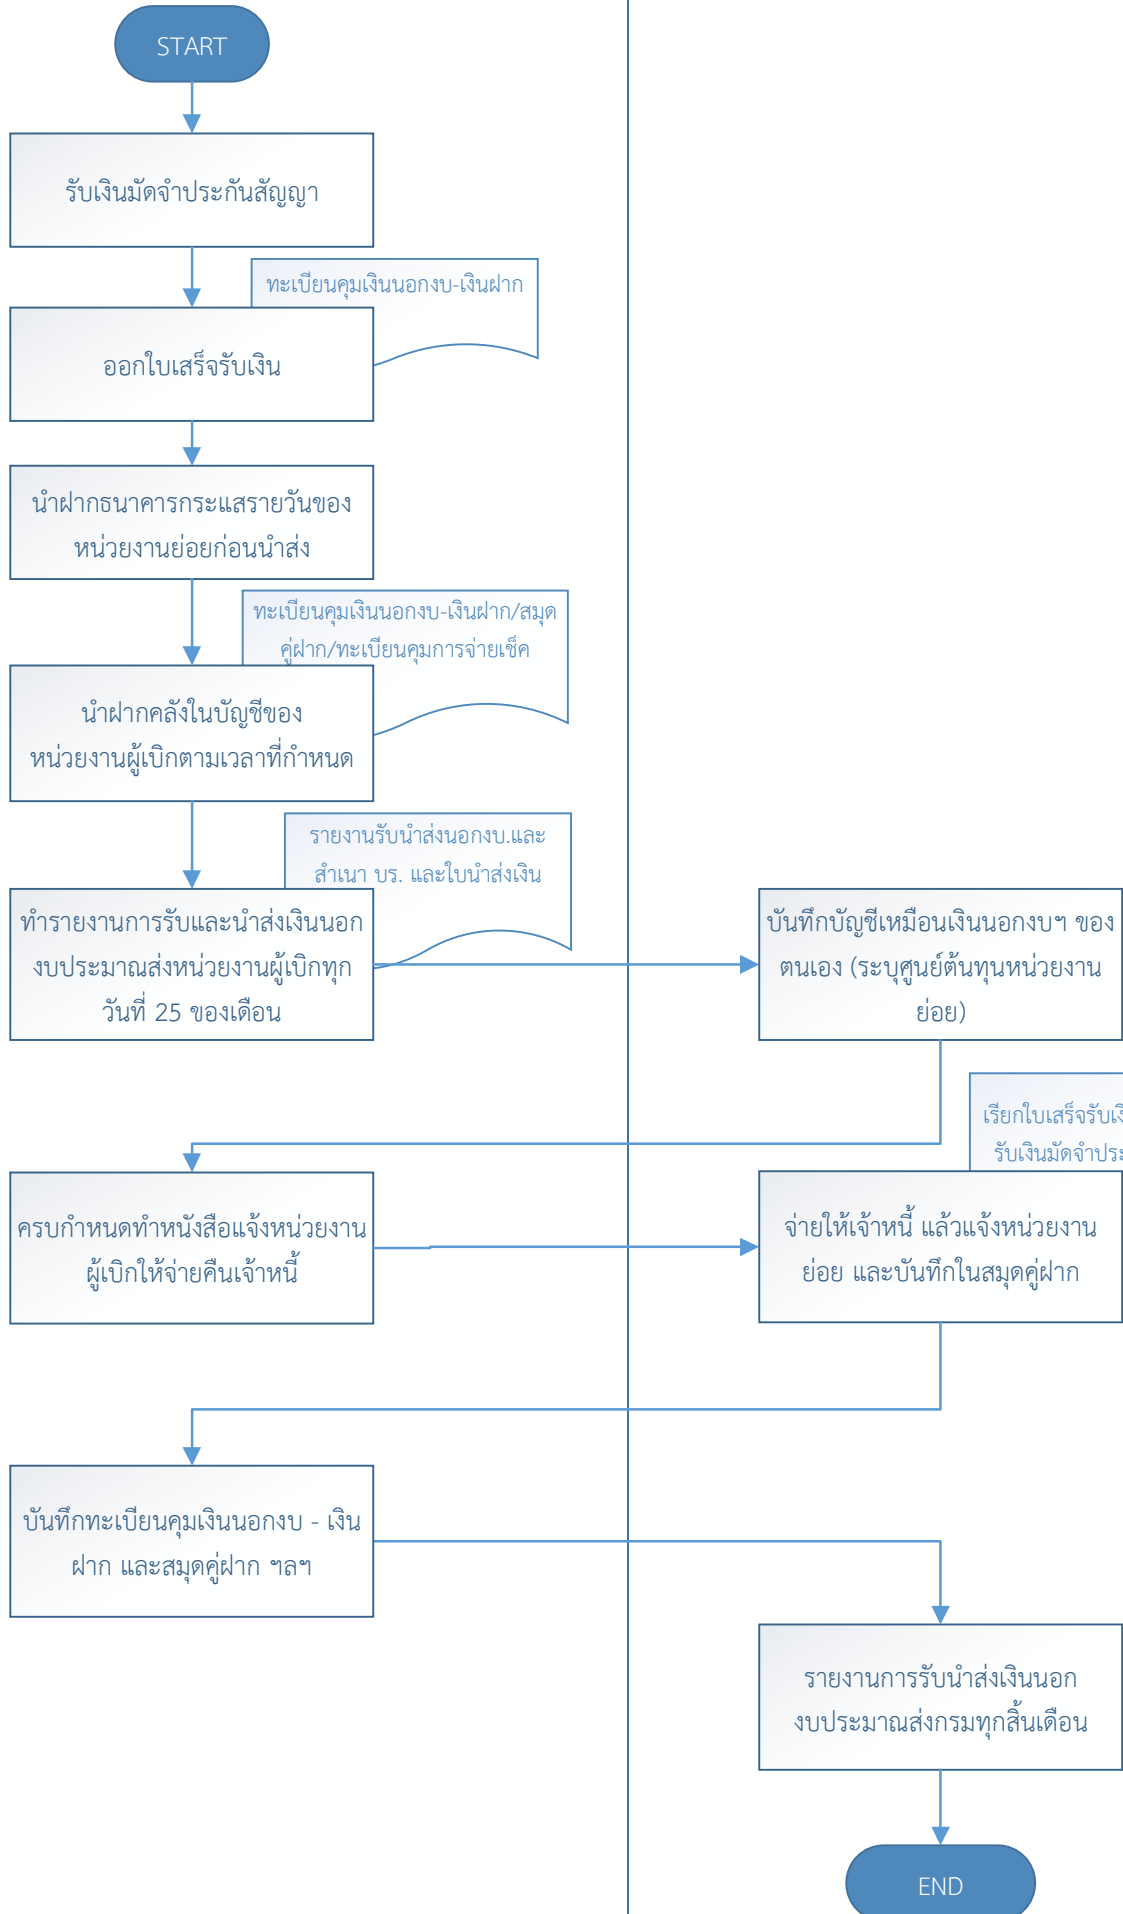 START
รับเงินมัดจำประกันสัญญา
ทะเบียนคุมเงินนอกงบ-เงินฝาก
ออกใบเสร็จรับเงิน
นำฝากธนาคารกระแสรายวันของ
หน่วยงานย่อยก่อนนำส่ง
ทะเบียนคุมเงินนอกงบ-เงินฝาก/สมุด
คู่ฝาก/ทะเบียนคุมการจ่ายเช็ค
นำฝากคลังในบัญชีของ
หน่วยงานผู้เบิกตามเวลาที่กำหนด
รายงานรับนำส่งนอกงบ.และ
สำเนา บร. และใบนำส่งเงิน
ทำรายงานการรับและนำส่งเงินนอก
งบประมาณส่งหน่วยงานผู้เบิกทุก
วันที่ 25 ของเดือน
บันทึกบัญชีเหมือนเงินนอกงบฯ ของ
ตนเอง (ระบุศูนย์ต้นทุนหน่วยงาน
ย่อย)
เรียกใบเสร็จรับเงิ
รับเงินมัดจำประ
ครบกำหนดทำหนังสือแจ้งหน่วยงาน
ผู้เบิกให้จ่ายคืนเจ้าหนี้
จ่ายให้เจ้าหนี้ แล้วแจ้งหน่วยงาน
ย่อย และบันทึกในสมุดคู่ฝาก
บันทึกทะเบียนคุมเงินนอกงบ - เงิน
ฝาก และสมุดคู่ฝาก ฯลฯ
รายงานการรับนำส่งเงินนอก
งบประมาณส่งกรมทุกสิ้นเดือน
END